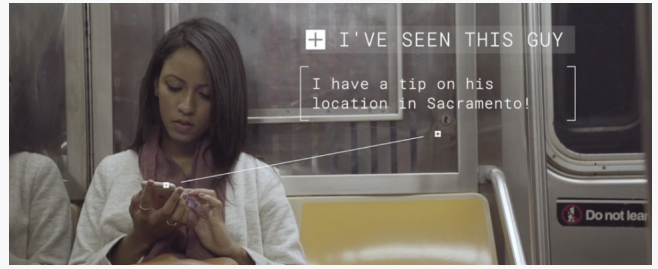 I'VE SEEN THIS GUY
I have a tip on his
location in Sacramento!
Do not lean